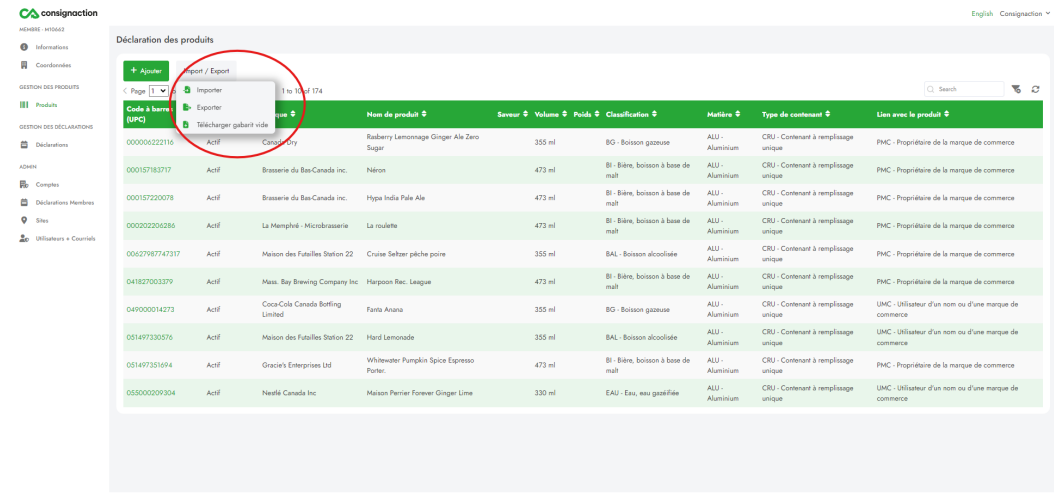 consignaction
English Consignaction
MEMBRE - M10663
Informations
Coordonnées
GESTION DES PRODUITS
Produits
GESTION DES DÉCLARATIONS
Déclarations
ADMIN
Comptes
Déclarations Membres
Sites
Utilisateurs + Courriels
Déclaration des produits
+ Ajouter Import / Export
Page 1 1 to 10 of 174 Search
Importer
Exporter
Télécharger gabarit vide
Code à barres (UPC) Nom de produit Saveur Volume Poids Classification Matière Type de contenant Lien avec le produit
000006222116 Actif Canada Dry Rasberry Lemonnage Ginger Ale Zero Sugar 355 ml BG - Boisson gazeuse ALU - Aluminium CRU - Contenant à remplissage unique PMC - Propriétaire de la marque de commerce
000157183717 Actif Brasserie du Bas-Canada inc. Néron 473 ml BI - Bière, boisson à base de malt ALU - Aluminium CRU - Contenant à remplissage unique PMC - Propriétaire de la marque de commerce
000157220078 Actif Brasserie du Bas-Canada inc. Hypa India Pale Ale 473 ml BI - Bière, boisson à base de malt ALU - Aluminium CRU - Contenant à remplissage unique PMC - Propriétaire de la marque de commerce
000202206286 Actif La Memphré - Microbrasserie La roulette 473 ml BI - Bière, boisson à base de malt ALU - Aluminium CRU - Contenant à remplissage unique PMC - Propriétaire de la marque de commerce
00627987747317 Actif Maison des Futailles Station 22 Cruise Seltzer pêche poire 355 ml BAL - Boisson alcoolisée ALU - Aluminium CRU - Contenant à remplissage unique PMC - Propriétaire de la marque de commerce
041827003379 Actif Mass. Bay Brewing Company Inc Harpoon Rec. League 473 ml BI - Bière, boisson à base de malt ALU - Aluminium CRU - Contenant à remplissage unique PMC - Propriétaire de la marque de commerce
049000014273 Actif Coca-Cola Canada Bottling Limited Fanta Anana 355 ml BG - Boisson gazeuse ALU - Aluminium CRU - Contenant à remplissage unique UMC - Utilisateur d'un nom ou d'une marque de commerce
051497330576 Actif Maison des Futailles Station 22 Hard Lemonade 355 ml BAL - Boisson alcoolisée ALU - Aluminium CRU - Contenant à remplissage unique UMC - Utilisateur d'un nom ou d'une marque de commerce
051497351694 Actif Gracie's Enterprises Ltd Whitewater Pumpkin Spice Espresso Porter. 473 ml BI - Bière, boisson à base de malt ALU - Aluminium CRU - Contenant à remplissage unique PMC - Propriétaire de la marque de commerce
055000209304 Actif Nestlé Canada Inc Maison Perrier Forever Ginger Lime 330 ml EAU - Eau, eau gazéifiée ALU - Aluminium CRU - Contenant à remplissage unique UMC - Utilisateur d'un nom ou d'une marque de commerce